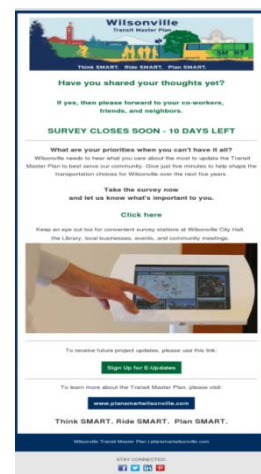 Wilsonville
Transit Master Plan
SMART
Think SMART. Ride SMART. Plan SMART.
Have you shared your thoughts yet?
If yes, then please forward to your co-workers,
friends, and neighbors.
SURVEY CLOSES SOON - 10 DAYS LEFT
What are your priorities when you can't have it all?
Wilsonville needs to hear what you care about the most to update the Transit
Master Plan to best serve our community. Give just five minutes to help shape the
transportation choices for Wilsonville over the next five years.
Take the survey now
and let us know what's important to you.
Click here
Keep an eye out too for convenient survey stations at Wilsonville City Hall,
the Library, local businesses, events, and community meetings.
To receive future project updates, please use this link:
Sign Up for E-Updates
To learn more about the Transit Master Plan, please visit:
www.plansmartwilsonville.com
Think SMART. Ride SMART. Plan SMART.
Wilsonville Transit Master Plan | plansmartwilsonville.com
STAY CONNECTED